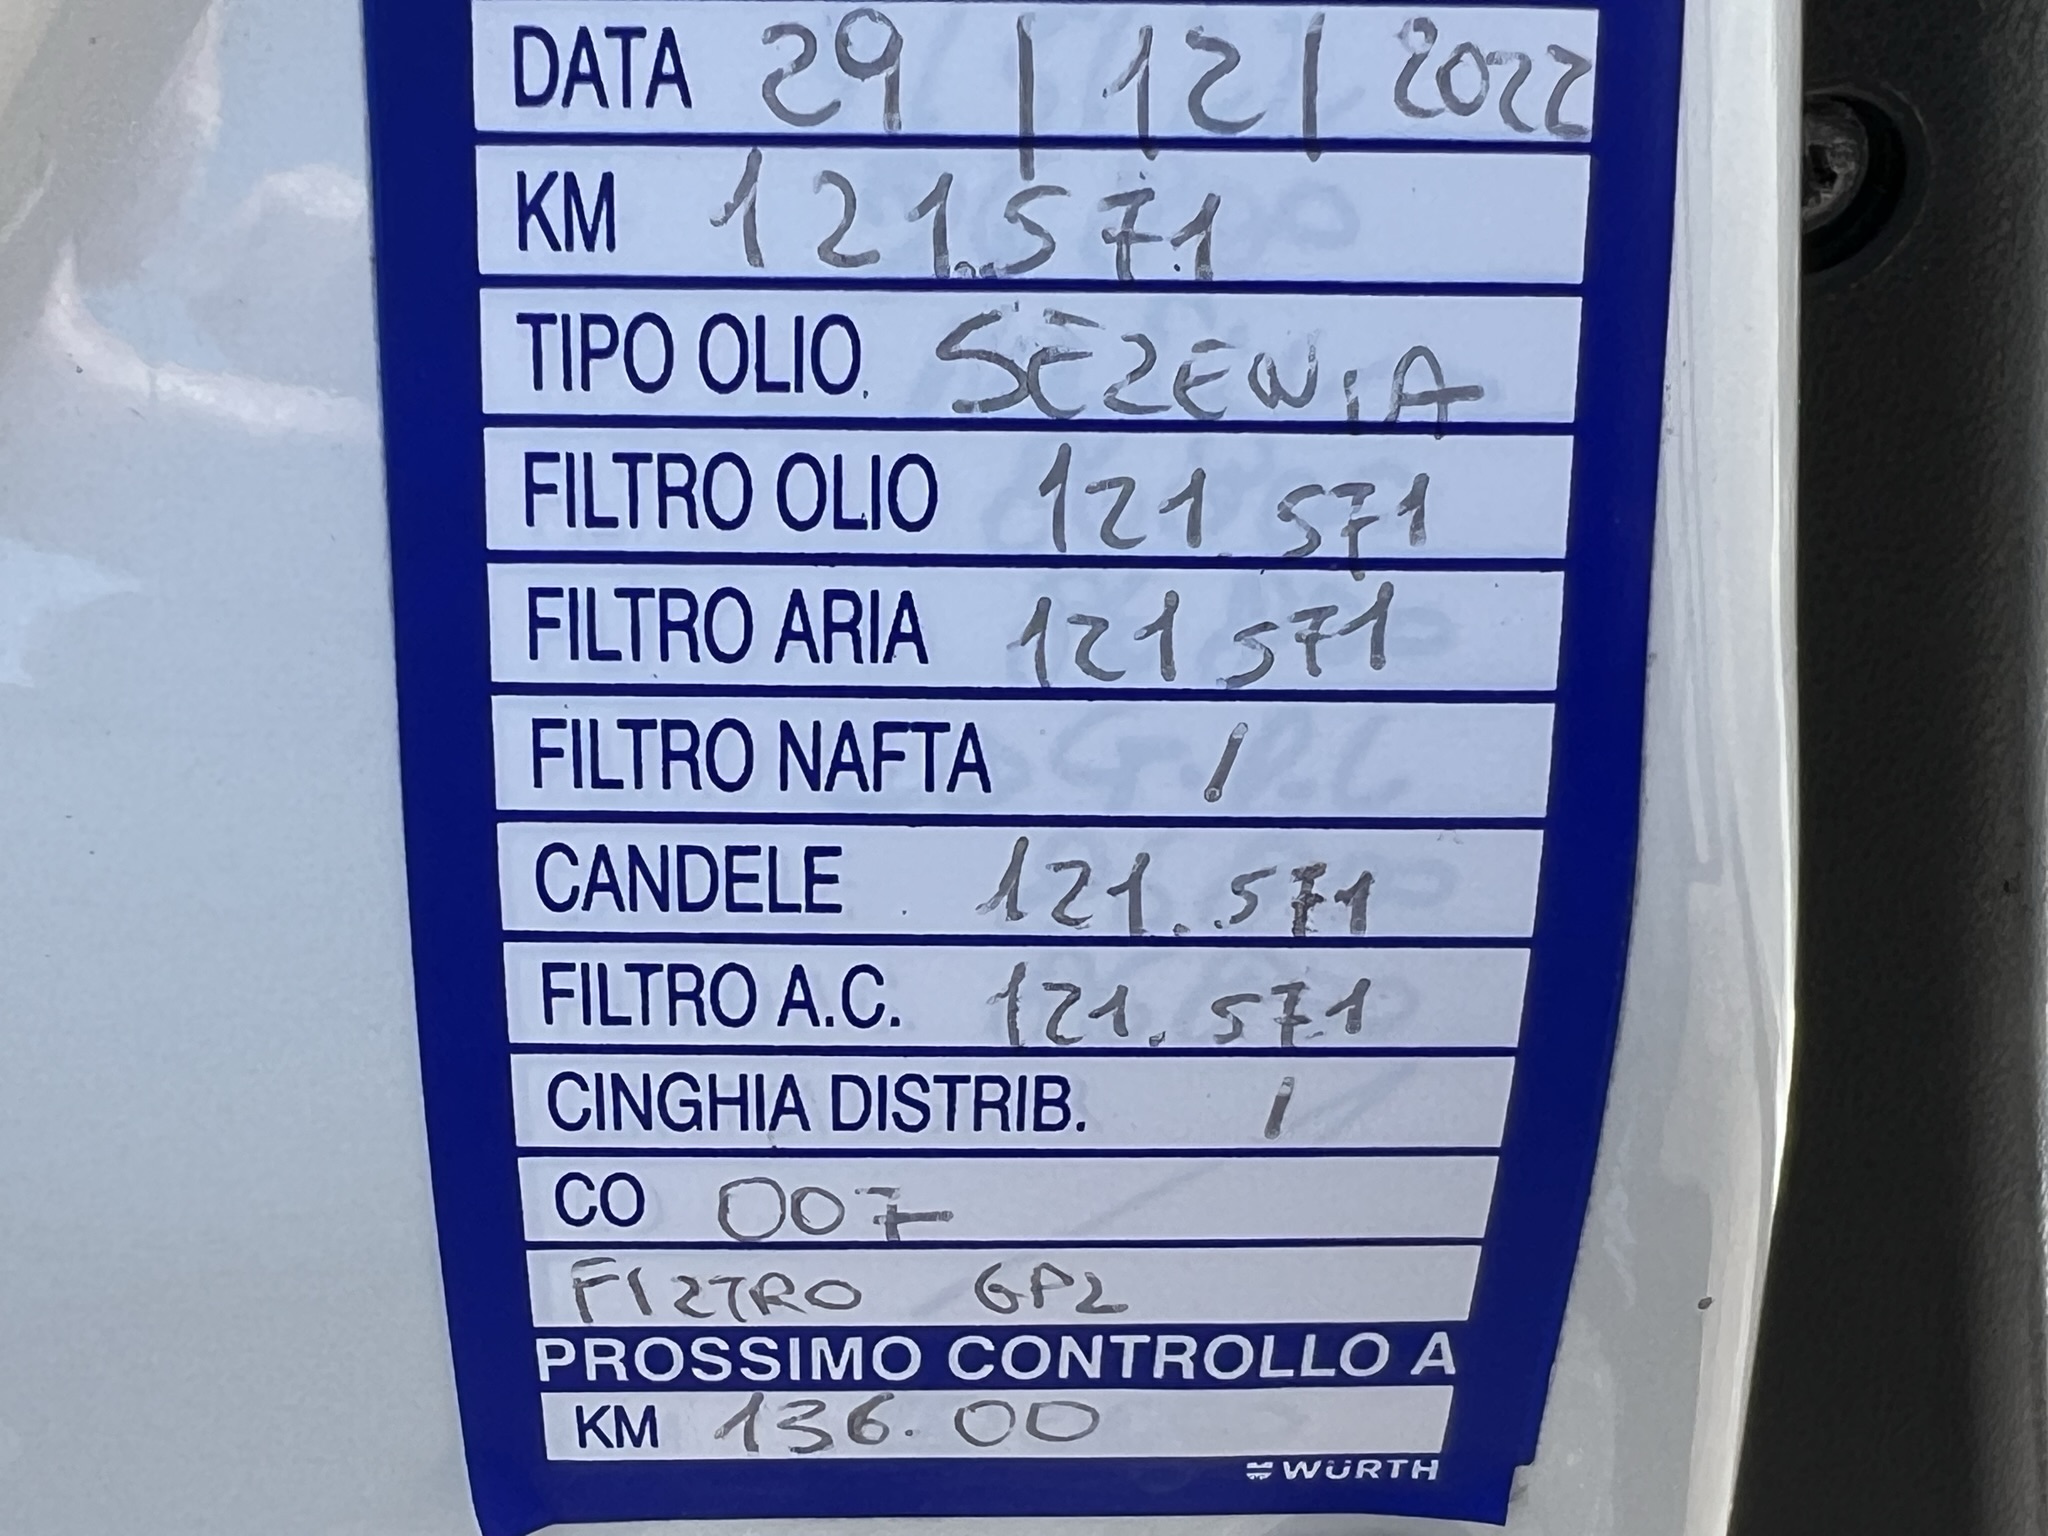 DATA 29/12/2022
KM 121.571
TIPO OLIO SEZENIA
FILTRO OLIO 121.571
FILTRO ARIA 121.571
FILTRO NAFTA /
CANDELE 121.571
FILTRO A.C. 121.571
CINGHIA DISTRIB. /
CO 007
FILTRO GPL
PROSSIMO CONTROLLO A
KM 136.00
WÜRTH